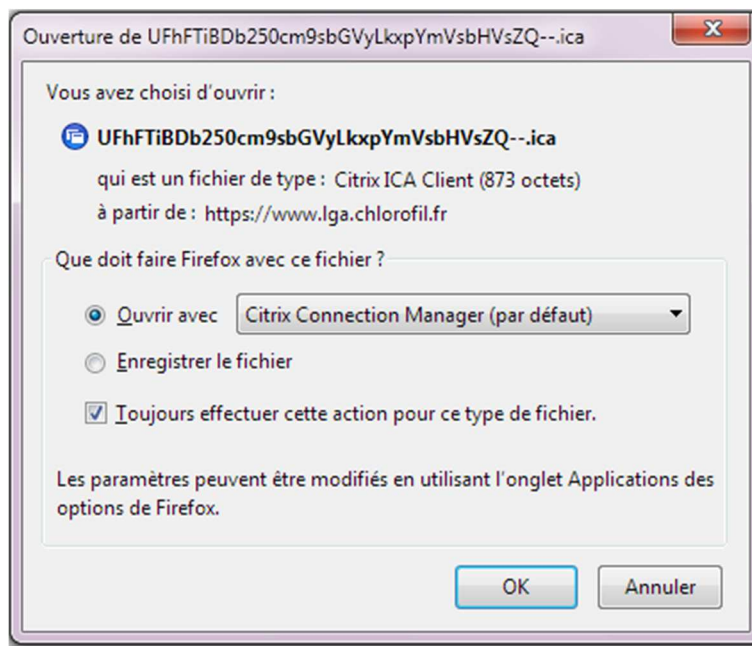 Ouverture de UFhFTiBDb250cm9sbGVyLkxpYmVsbHVsZQ--.ica
Vous avez choisi d'ouvrir :
UFhFTiBDb250cm9sbGVyLkxpYmVsbHVsZQ--.ica
qui est un fichier de type : Citrix ICA Client (873 octets)
à partir de : https://www.lga.chlorofil.fr
Que doit faire Firefox avec ce fichier ?
Ouvrir avec Citrix Connection Manager (par défaut)
Enregistrer le fichier
Toujours effectuer cette action pour ce type de fichier.
Les paramètres peuvent être modifiés en utilisant l'onglet Applications des
options de Firefox.
OK Annuler